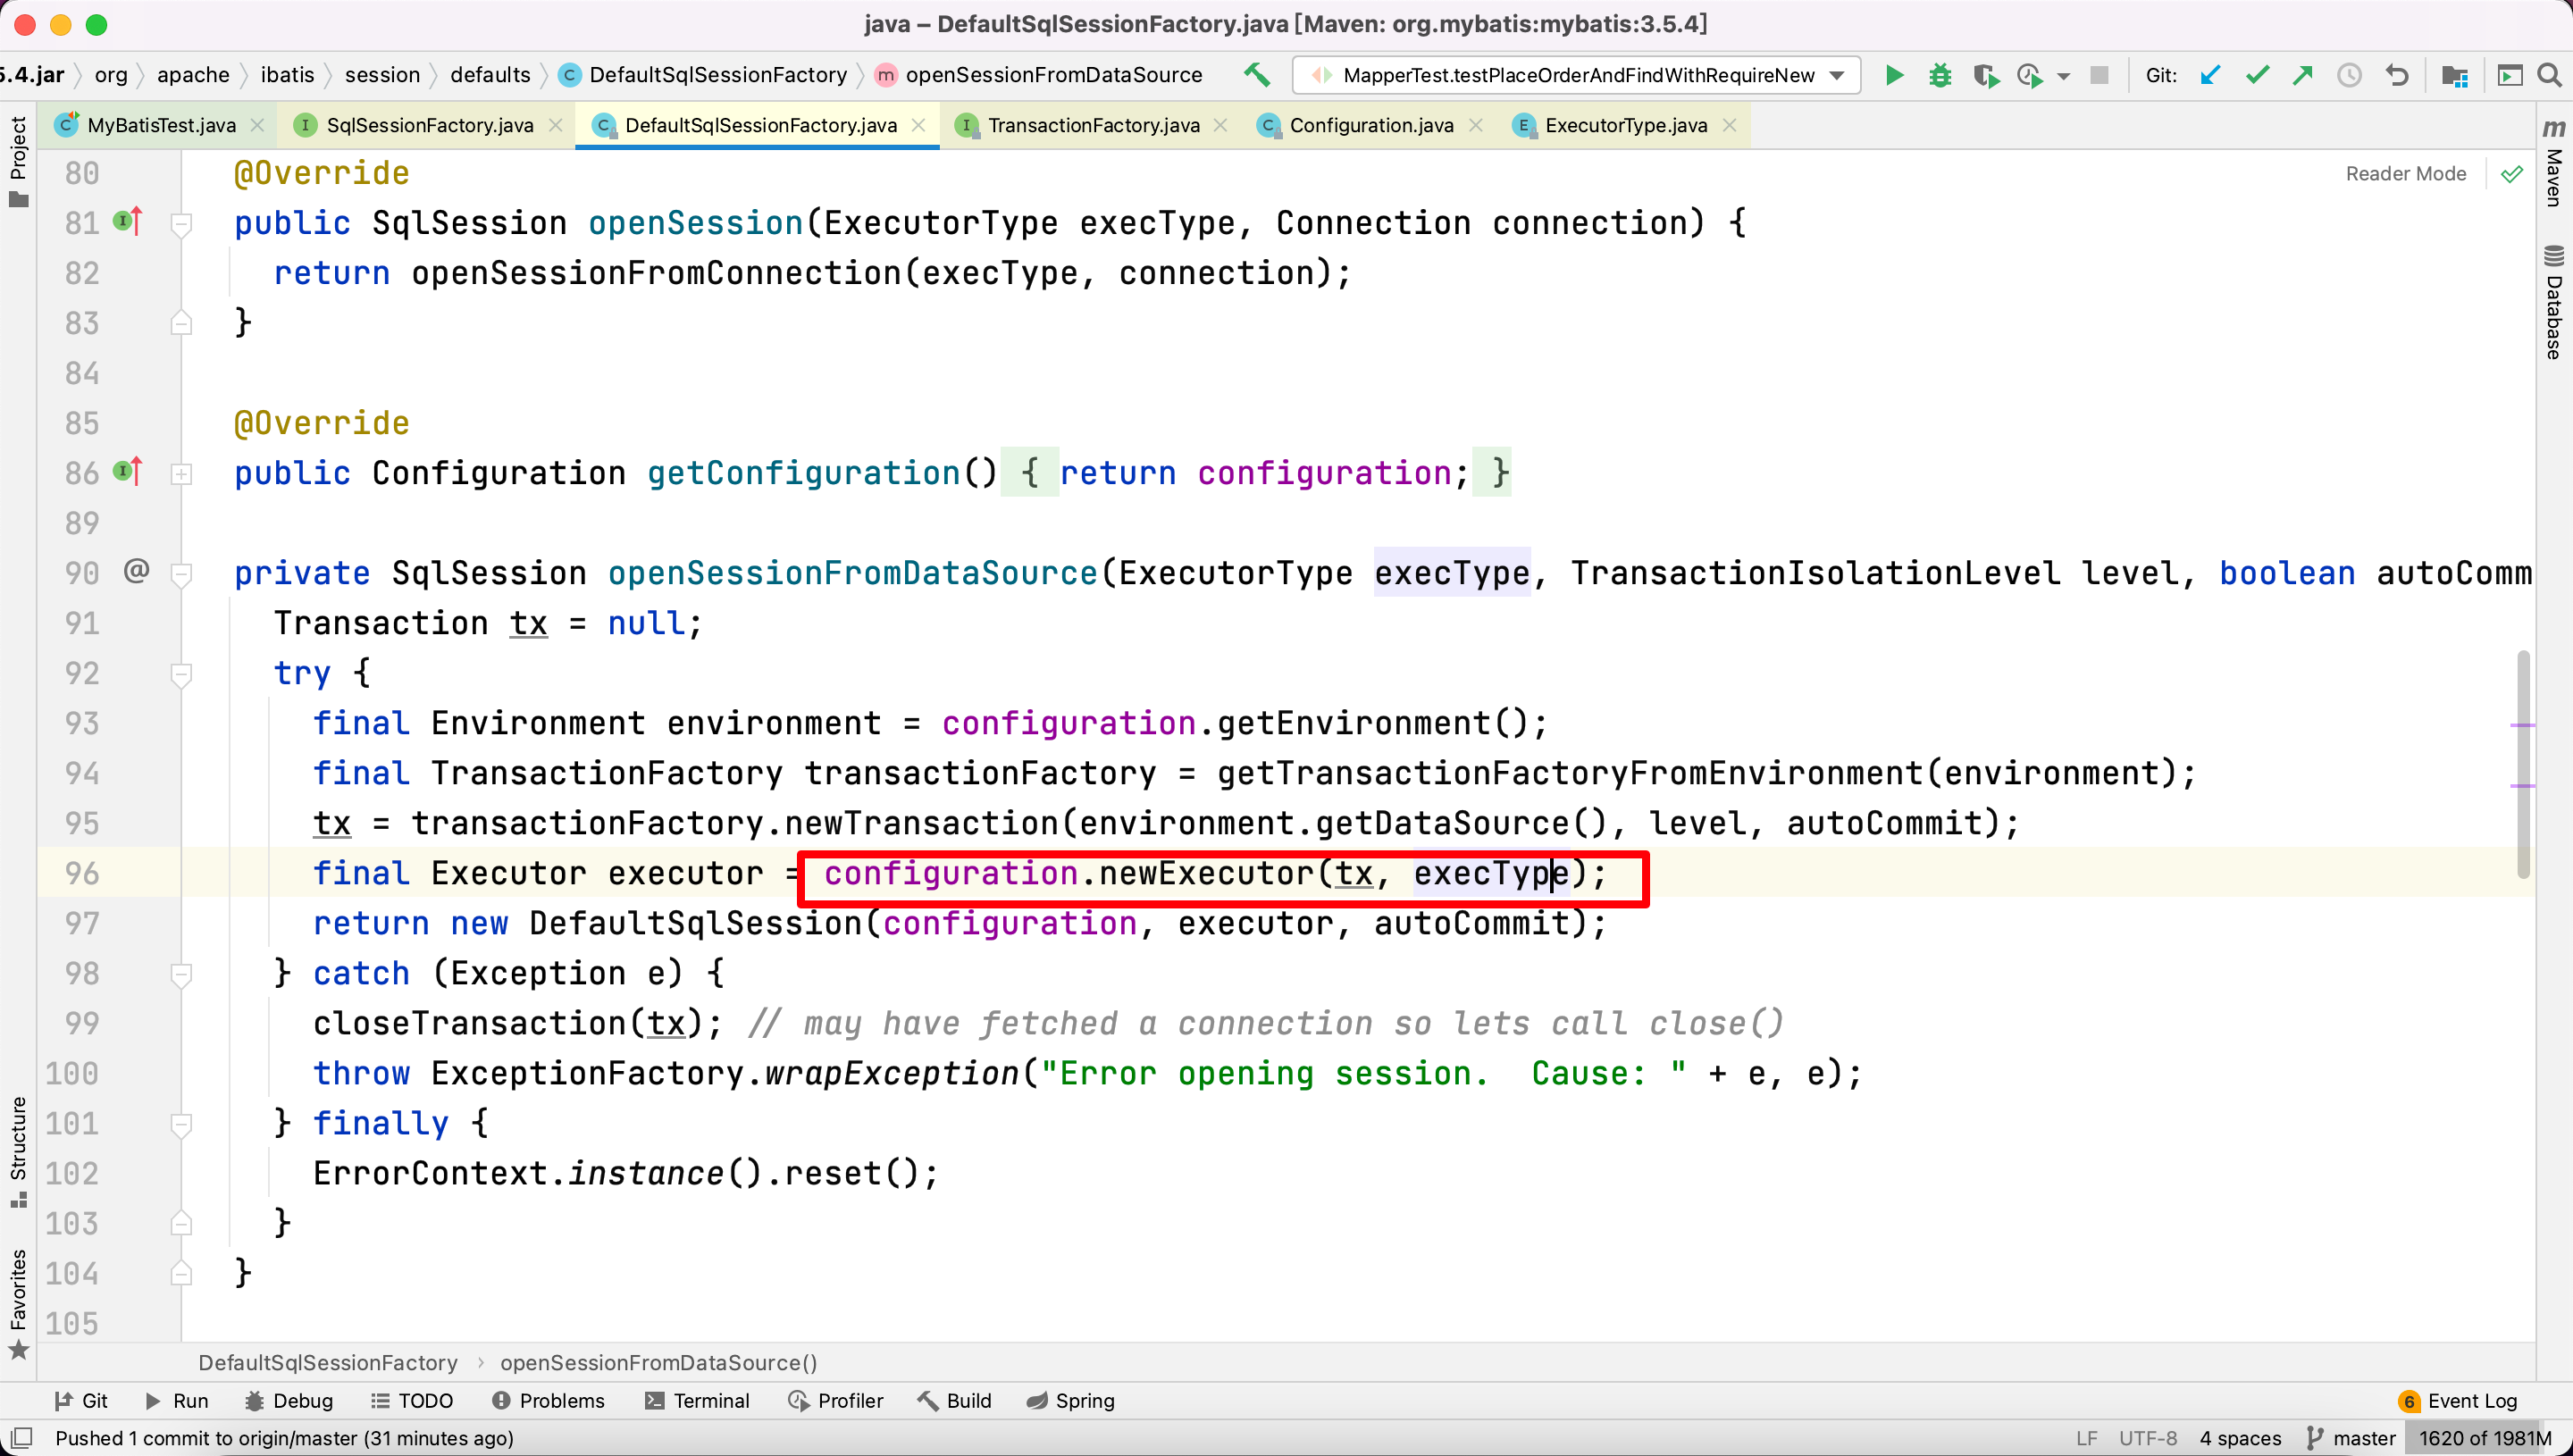 java – DefaultSqlSessionFactory.java [Maven: org.mybatis:mybatis:3.5.4]
5.4.jar org apache ibatis session defaults DefaultSqlSessionFactory openSessionFromDataSource MapperTest.testPlaceOrderAndFindWithRequireNew Git:
MyBatisTest.java SqlSessionFactory.java DefaultSqlSessionFactory.java TransactionFactory.java Configuration.java ExecutorType.java
Project
Structure
Favorites
Maven
Database
Reader Mode
80 @Override
81 public SqlSession openSession(ExecutorType execType, Connection connection) {
82 return openSessionFromConnection(execType, connection);
83 }
84
85 @Override
86 public Configuration getConfiguration() { return configuration; }
89
90 @ private SqlSession openSessionFromDataSource(ExecutorType execType, TransactionIsolationLevel level, boolean autoComm
91 Transaction tx = null;
92 try {
93 final Environment environment = configuration.getEnvironment();
94 final TransactionFactory transactionFactory = getTransactionFactoryFromEnvironment(environment);
95 tx = transactionFactory.newTransaction(environment.getDataSource(), level, autoCommit);
96 final Executor executor = configuration.newExecutor(tx, execType);
97 return new DefaultSqlSession(configuration, executor, autoCommit);
98 } catch (Exception e) {
99 closeTransaction(tx); // may have fetched a connection so lets call close()
100 throw ExceptionFactory.wrapException("Error opening session.  Cause: " + e, e);
101 } finally {
102 ErrorContext.instance().reset();
103 }
104 }
105
DefaultSqlSessionFactory › openSessionFromDataSource()
Git Run Debug TODO Problems Terminal Profiler Build Spring 6 Event Log
Pushed 1 commit to origin/master (31 minutes ago) LF UTF-8 4 spaces master 1620 of 1981M